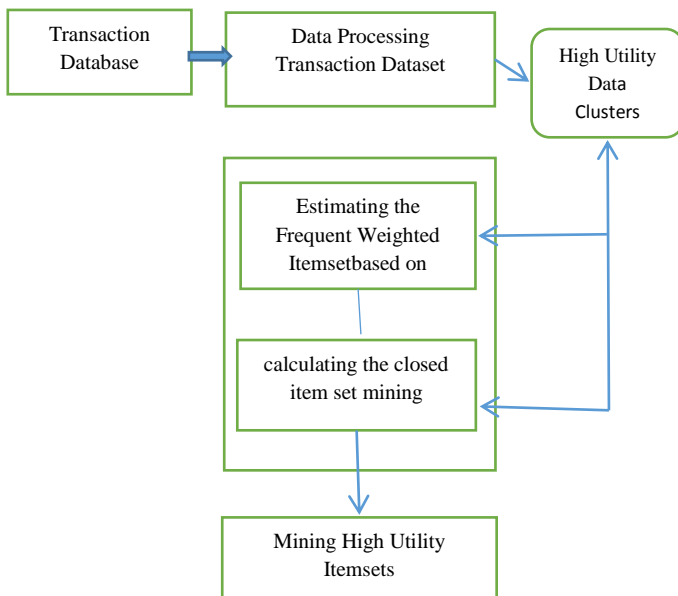 Transaction
Database
Data Processing
Transaction Dataset
High Utility
Data
Clusters
Estimating the
Frequent Weighted
Itemsetbased on
calculating the closed
item set mining
Mining High Utility
Itemsets